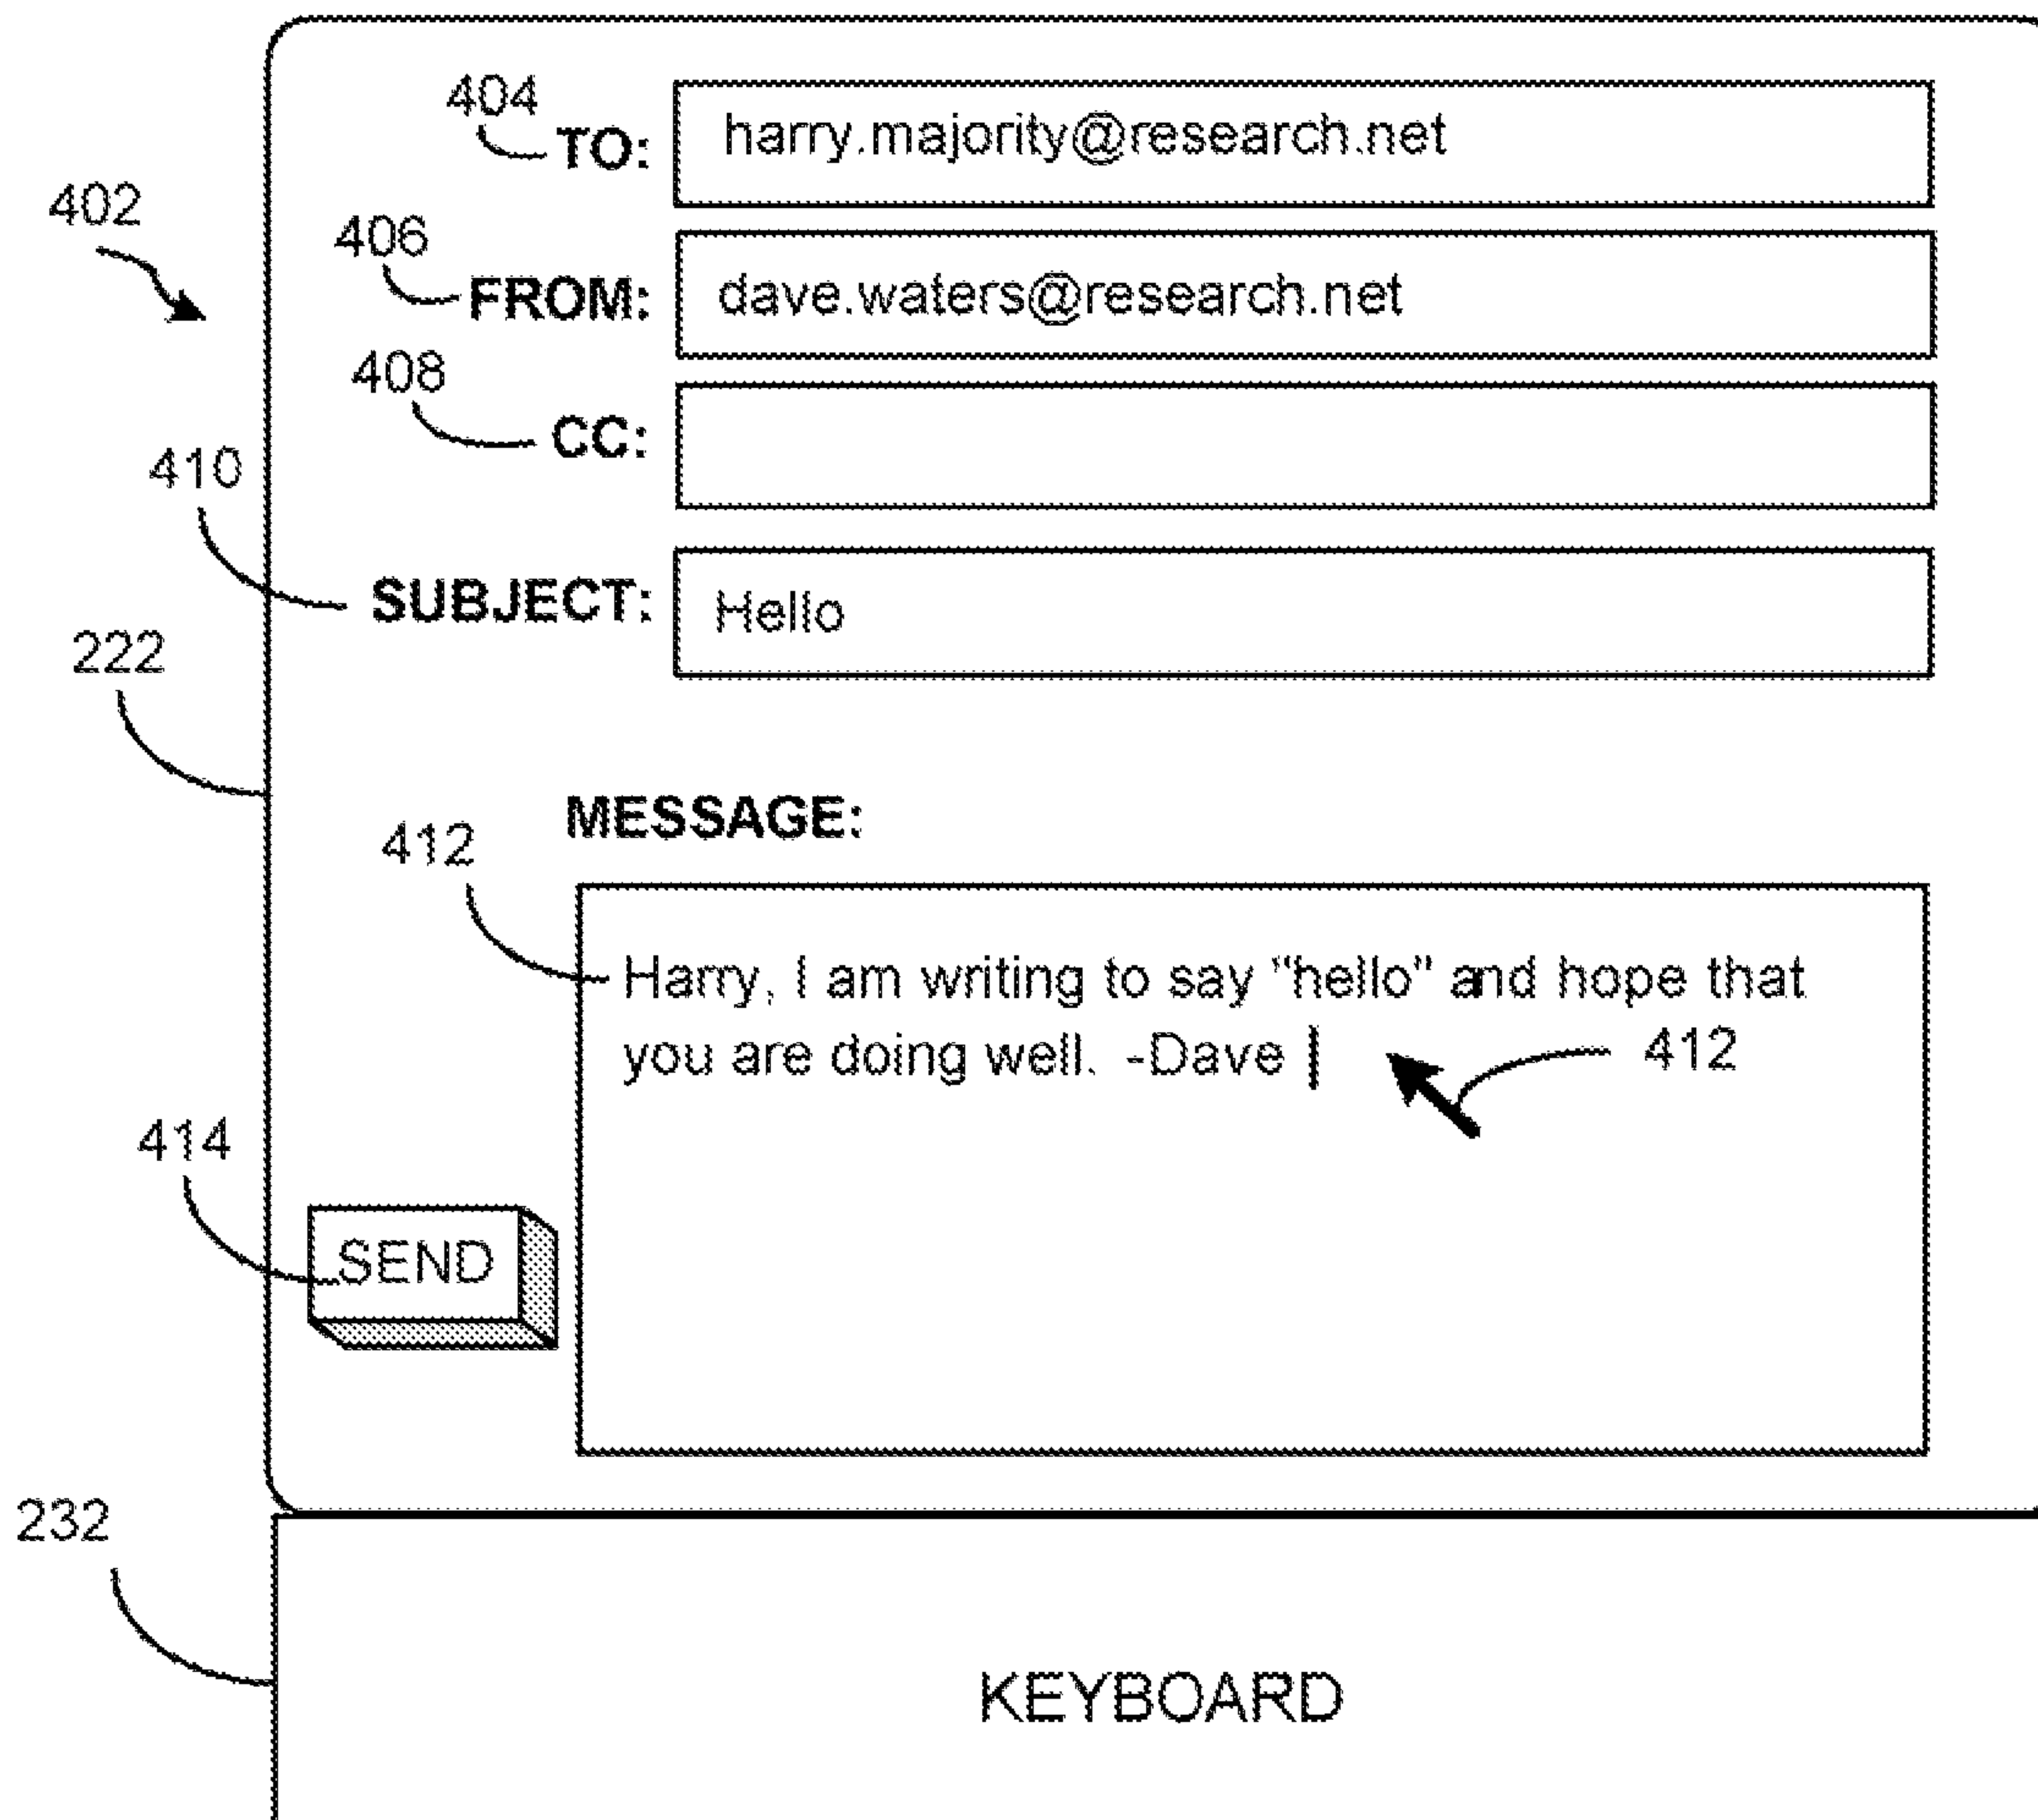 404
TO: harry.majority@research.net
402
406
FROM: dave.waters@research.net
408
CC:
410
SUBJECT: Hello
222
MESSAGE:
412
Harry, I am writing to say "hello" and hope that
you are doing well. -Dave
412
414
SEND
232
KEYBOARD